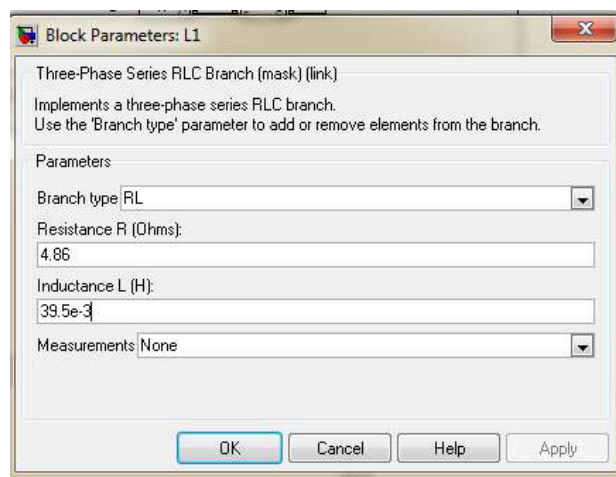 Block Parameters: L1
Three-Phase Series RLC Branch (mask) (link)
Implements a three-phase series RLC branch.
Use the 'Branch type' parameter to add or remove elements from the branch.
Parameters
Branch type RL
Resistance R (Ohms):
4.86
Inductance L (H):
39.5e-3
Measurements None
OK Cancel Help Apply